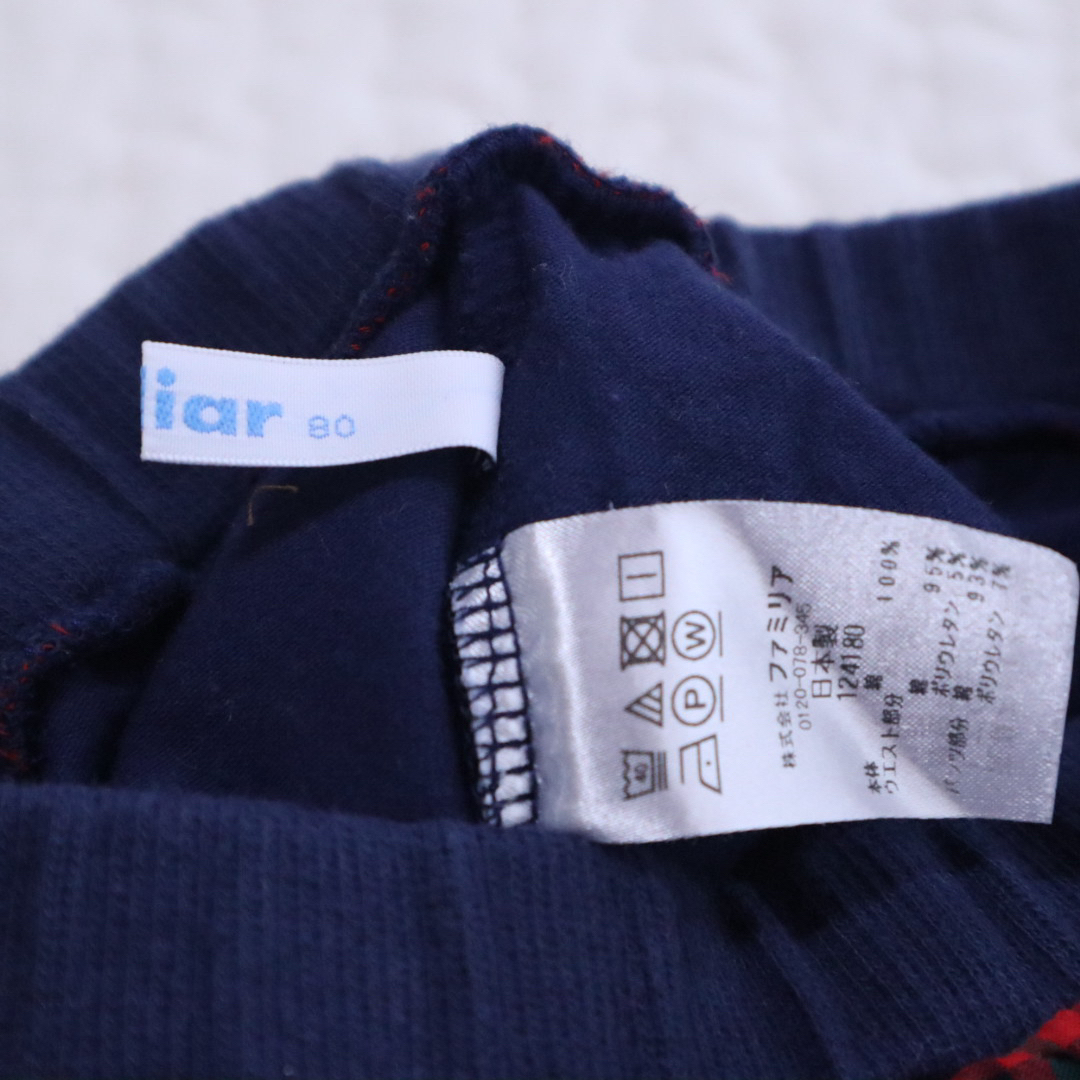 liar 80
40
P W
株式会社 ファミリア
0120-078-345
日本製
124180
本体 綿 100%
ウエスト部分
綿 95%
ポリウレタン 5%
パンツ部分 綿 93%
ポリウレタン 7%